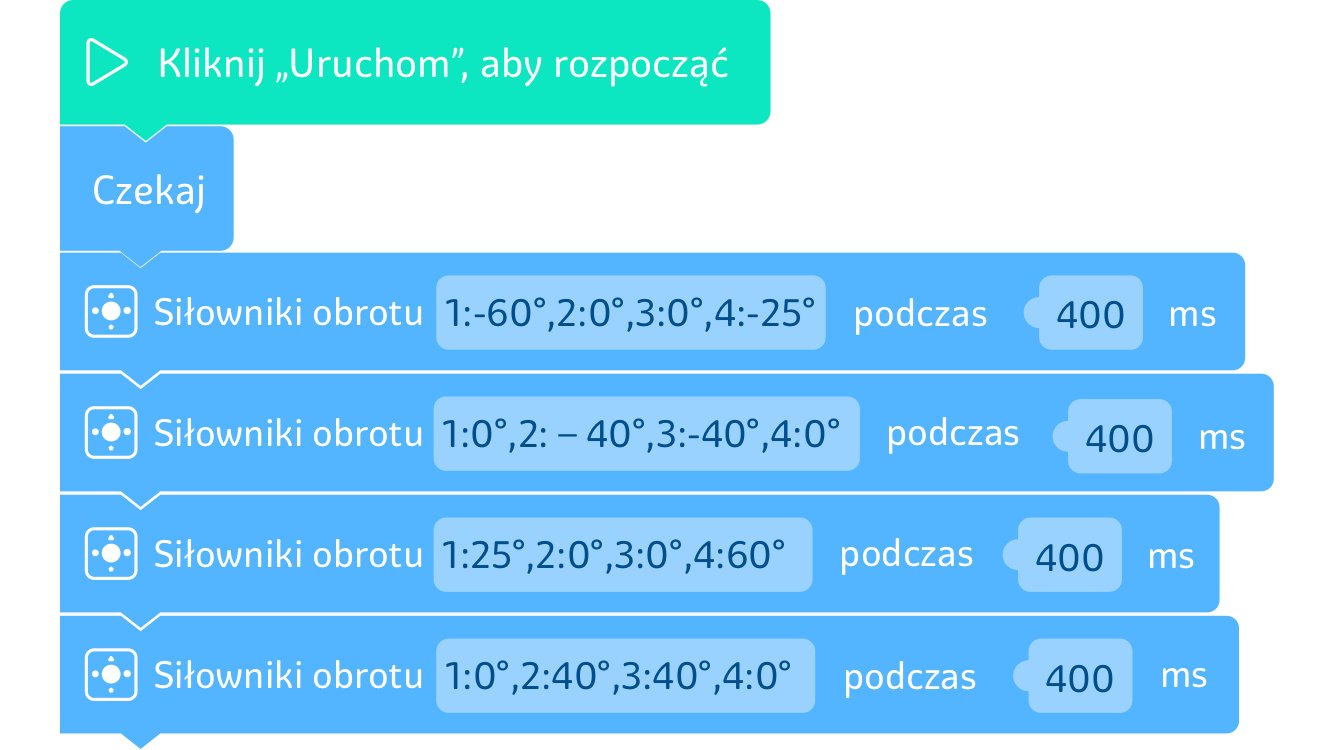 Kliknij „Uruchom”, aby rozpocząć
Czekaj
Siłowniki obrotu 1:-60°,2:0°,3:0°,4:-25° podczas 400 ms
Siłowniki obrotu 1:0°,2: – 40°,3:-40°,4:0° podczas 400 ms
Siłowniki obrotu 1:25°,2:0°,3:0°,4:60° podczas 400 ms
Siłowniki obrotu 1:0°,2:40°,3:40°,4:0° podczas 400 ms